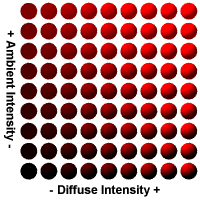 + Ambient Intensity -
- Diffuse Intensity +